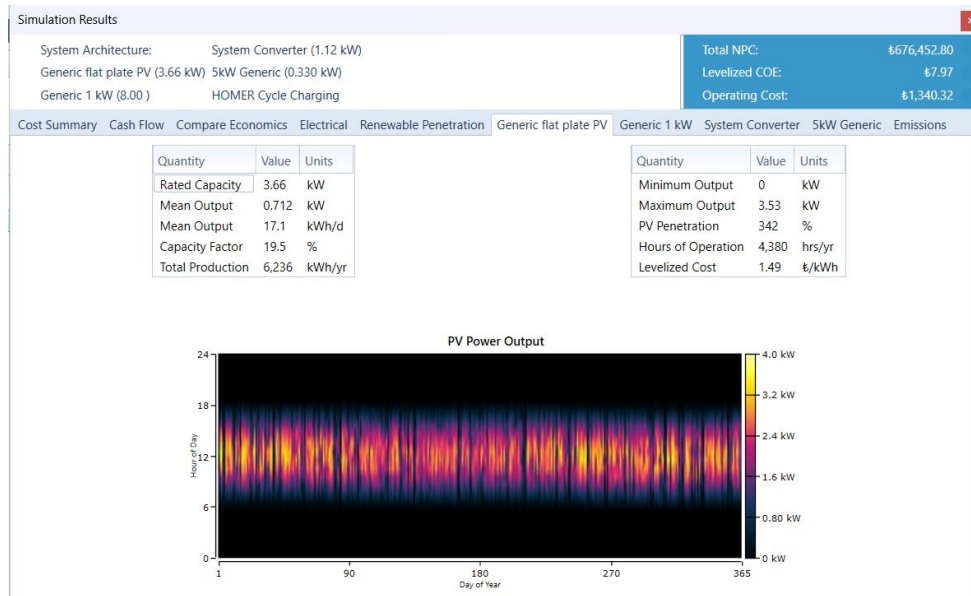 Simulation Results
System Architecture: System Converter (1.12 kW)
Generic flat plate PV (3.66 kW) 5kW Generic (0.330 kW)
Generic 1 kW (8.00 ) HOMER Cycle Charging
Total NPC: ₺676,452.80
Levelized COE: ₺7.97
Operating Cost: ₺1,340.32
Cost Summary Cash Flow Compare Economics Electrical Renewable Penetration Generic flat plate PV Generic 1 kW System Converter 5kW Generic Emissions
Quantity Value Units
Rated Capacity 3.66 kW
Mean Output 0.712 kW
Mean Output 17.1 kWh/d
Capacity Factor 19.5 %
Total Production 6,236 kWh/yr
Quantity Value Units
Minimum Output 0 kW
Maximum Output 3.53 kW
PV Penetration 342 %
Hours of Operation 4,380 hrs/yr
Levelized Cost 1.49 ₺/kWh
PV Power Output
24
18
12
6
0
Hour of Day
1 90 180 270 365
Day of Year
4.0 kW
3.2 kW
2.4 kW
1.6 kW
0.80 kW
0 kW